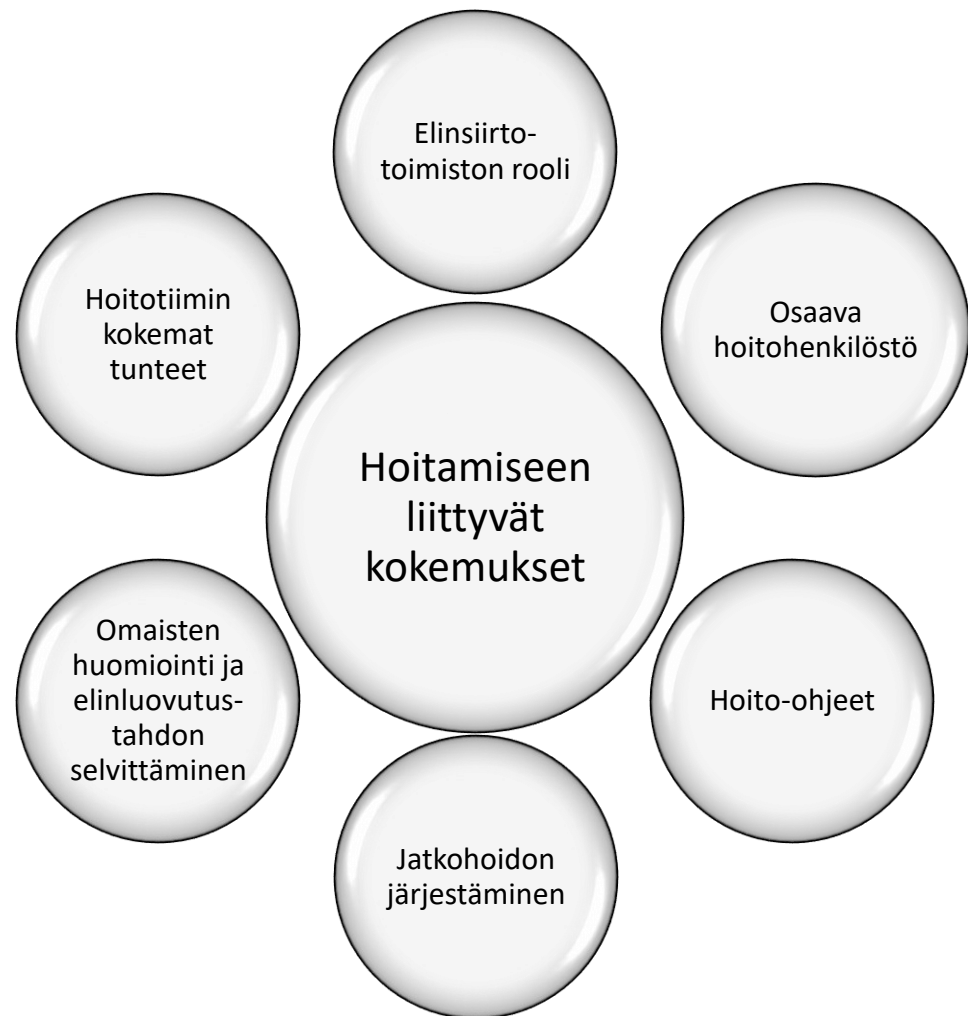 Elinsiirto-
toimiston rooli
Osaava
hoitohenkilöstö
Hoito-ohjeet
Jatkohoidon
järjestäminen
Omaisten
huomiointi ja
elinluovutus-
tahdon
selvittäminen
Hoitotiimin
kokemat
tunteet
Hoitamiseen
liittyvät
kokemukset